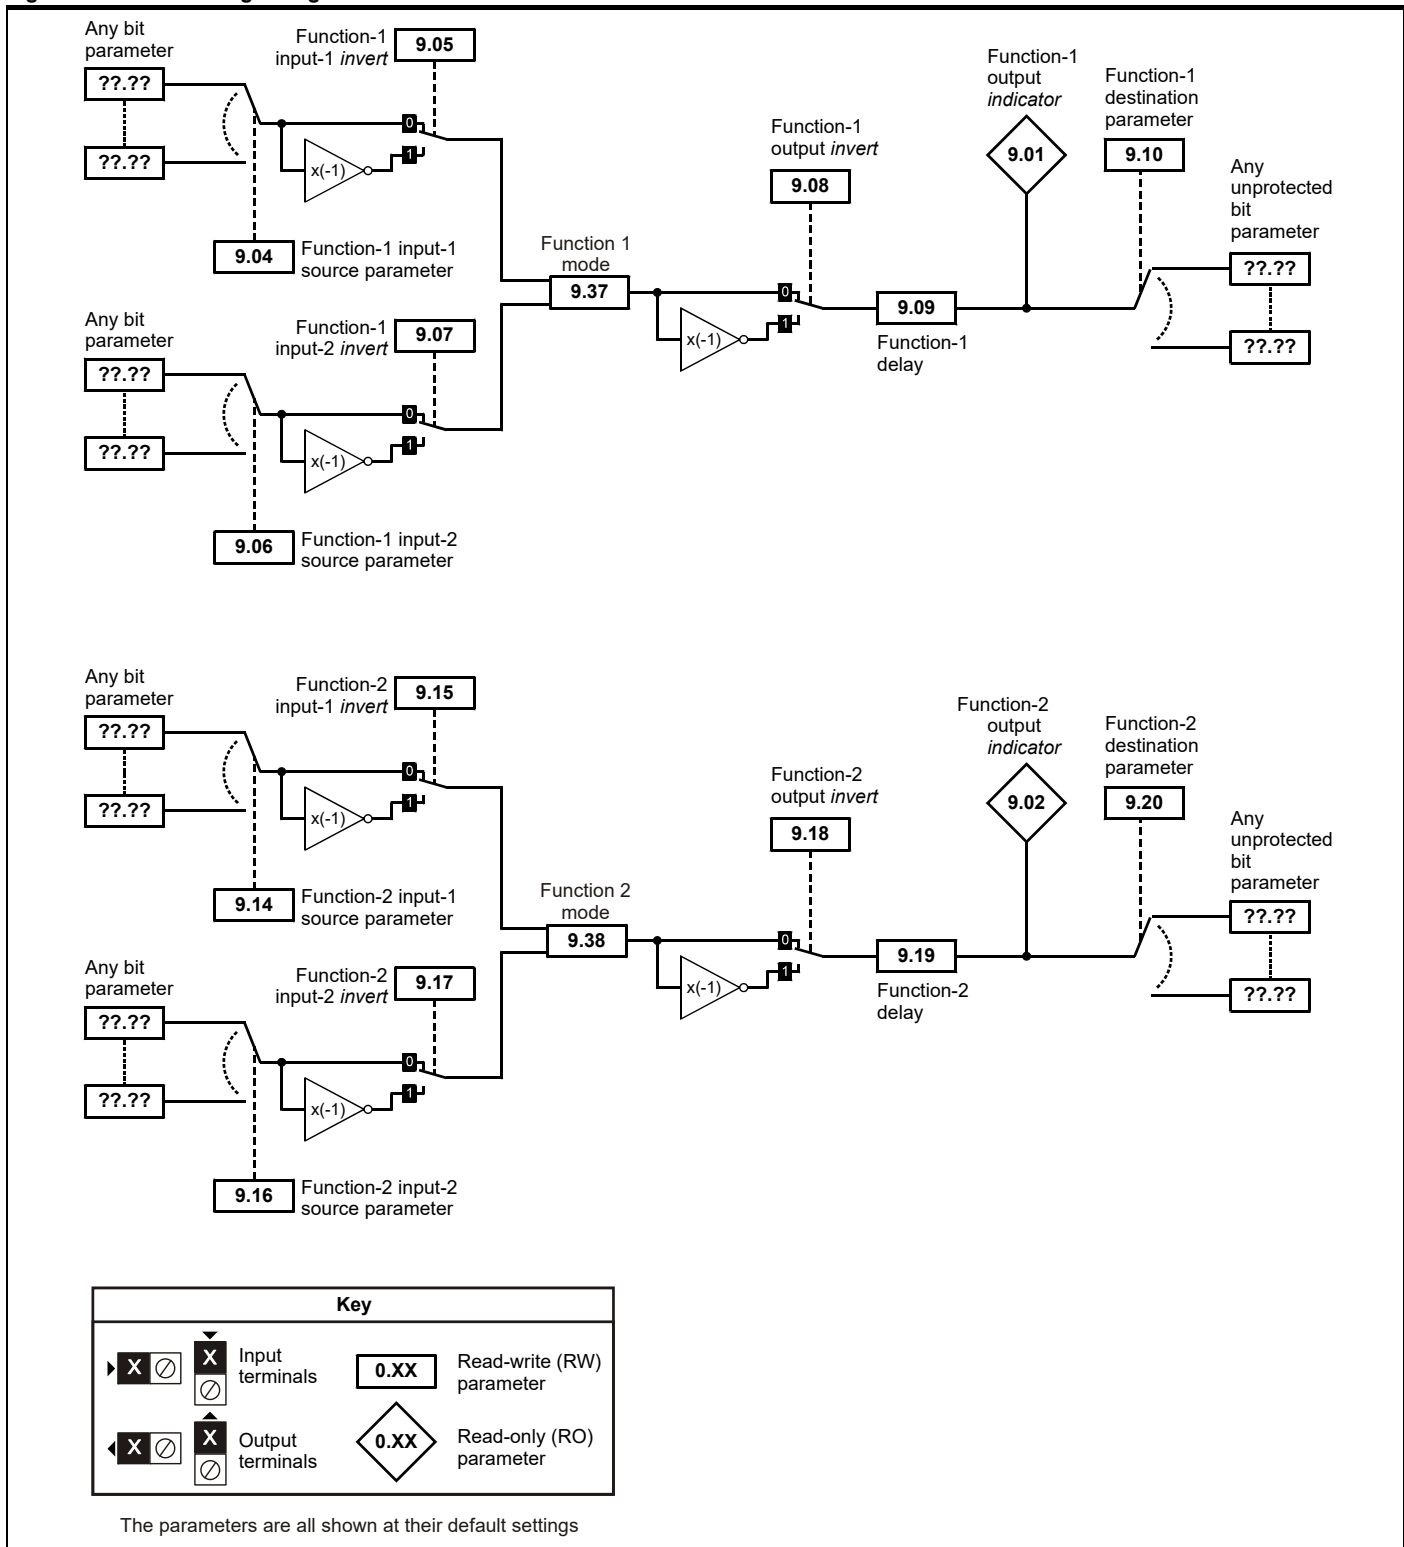 Any bit
parameter
??.??
??.??
Function-1
input-1 invert
9.05
0
1
x(-1)
9.04
Function-1 input-1
source parameter
Any bit
parameter
??.??
??.??
Function-1
input-2 invert
9.07
0
1
x(-1)
9.06
Function-1 input-2
source parameter
Function 1
mode
9.37
x(-1)
Function-1
output invert
9.08
0
1
9.09
Function-1
delay
Function-1
output
indicator
9.01
Function-1
destination
parameter
9.10
Any
unprotected
bit
parameter
??.??
??.??
Any bit
parameter
??.??
??.??
Function-2
input-1 invert
9.15
0
1
x(-1)
9.14
Function-2 input-1
source parameter
Any bit
parameter
??.??
??.??
Function-2
input-2 invert
9.17
0
1
x(-1)
9.16
Function-2 input-2
source parameter
Function 2
mode
9.38
x(-1)
Function-2
output invert
9.18
0
1
9.19
Function-2
delay
Function-2
output
indicator
9.02
Function-2
destination
parameter
9.20
Any
unprotected
bit
parameter
??.??
??.??
Key
X
X
Input
terminals
0.XX
Read-write (RW)
parameter
X
X
Output
terminals
0.XX
Read-only (RO)
parameter
The parameters are all shown at their default settings